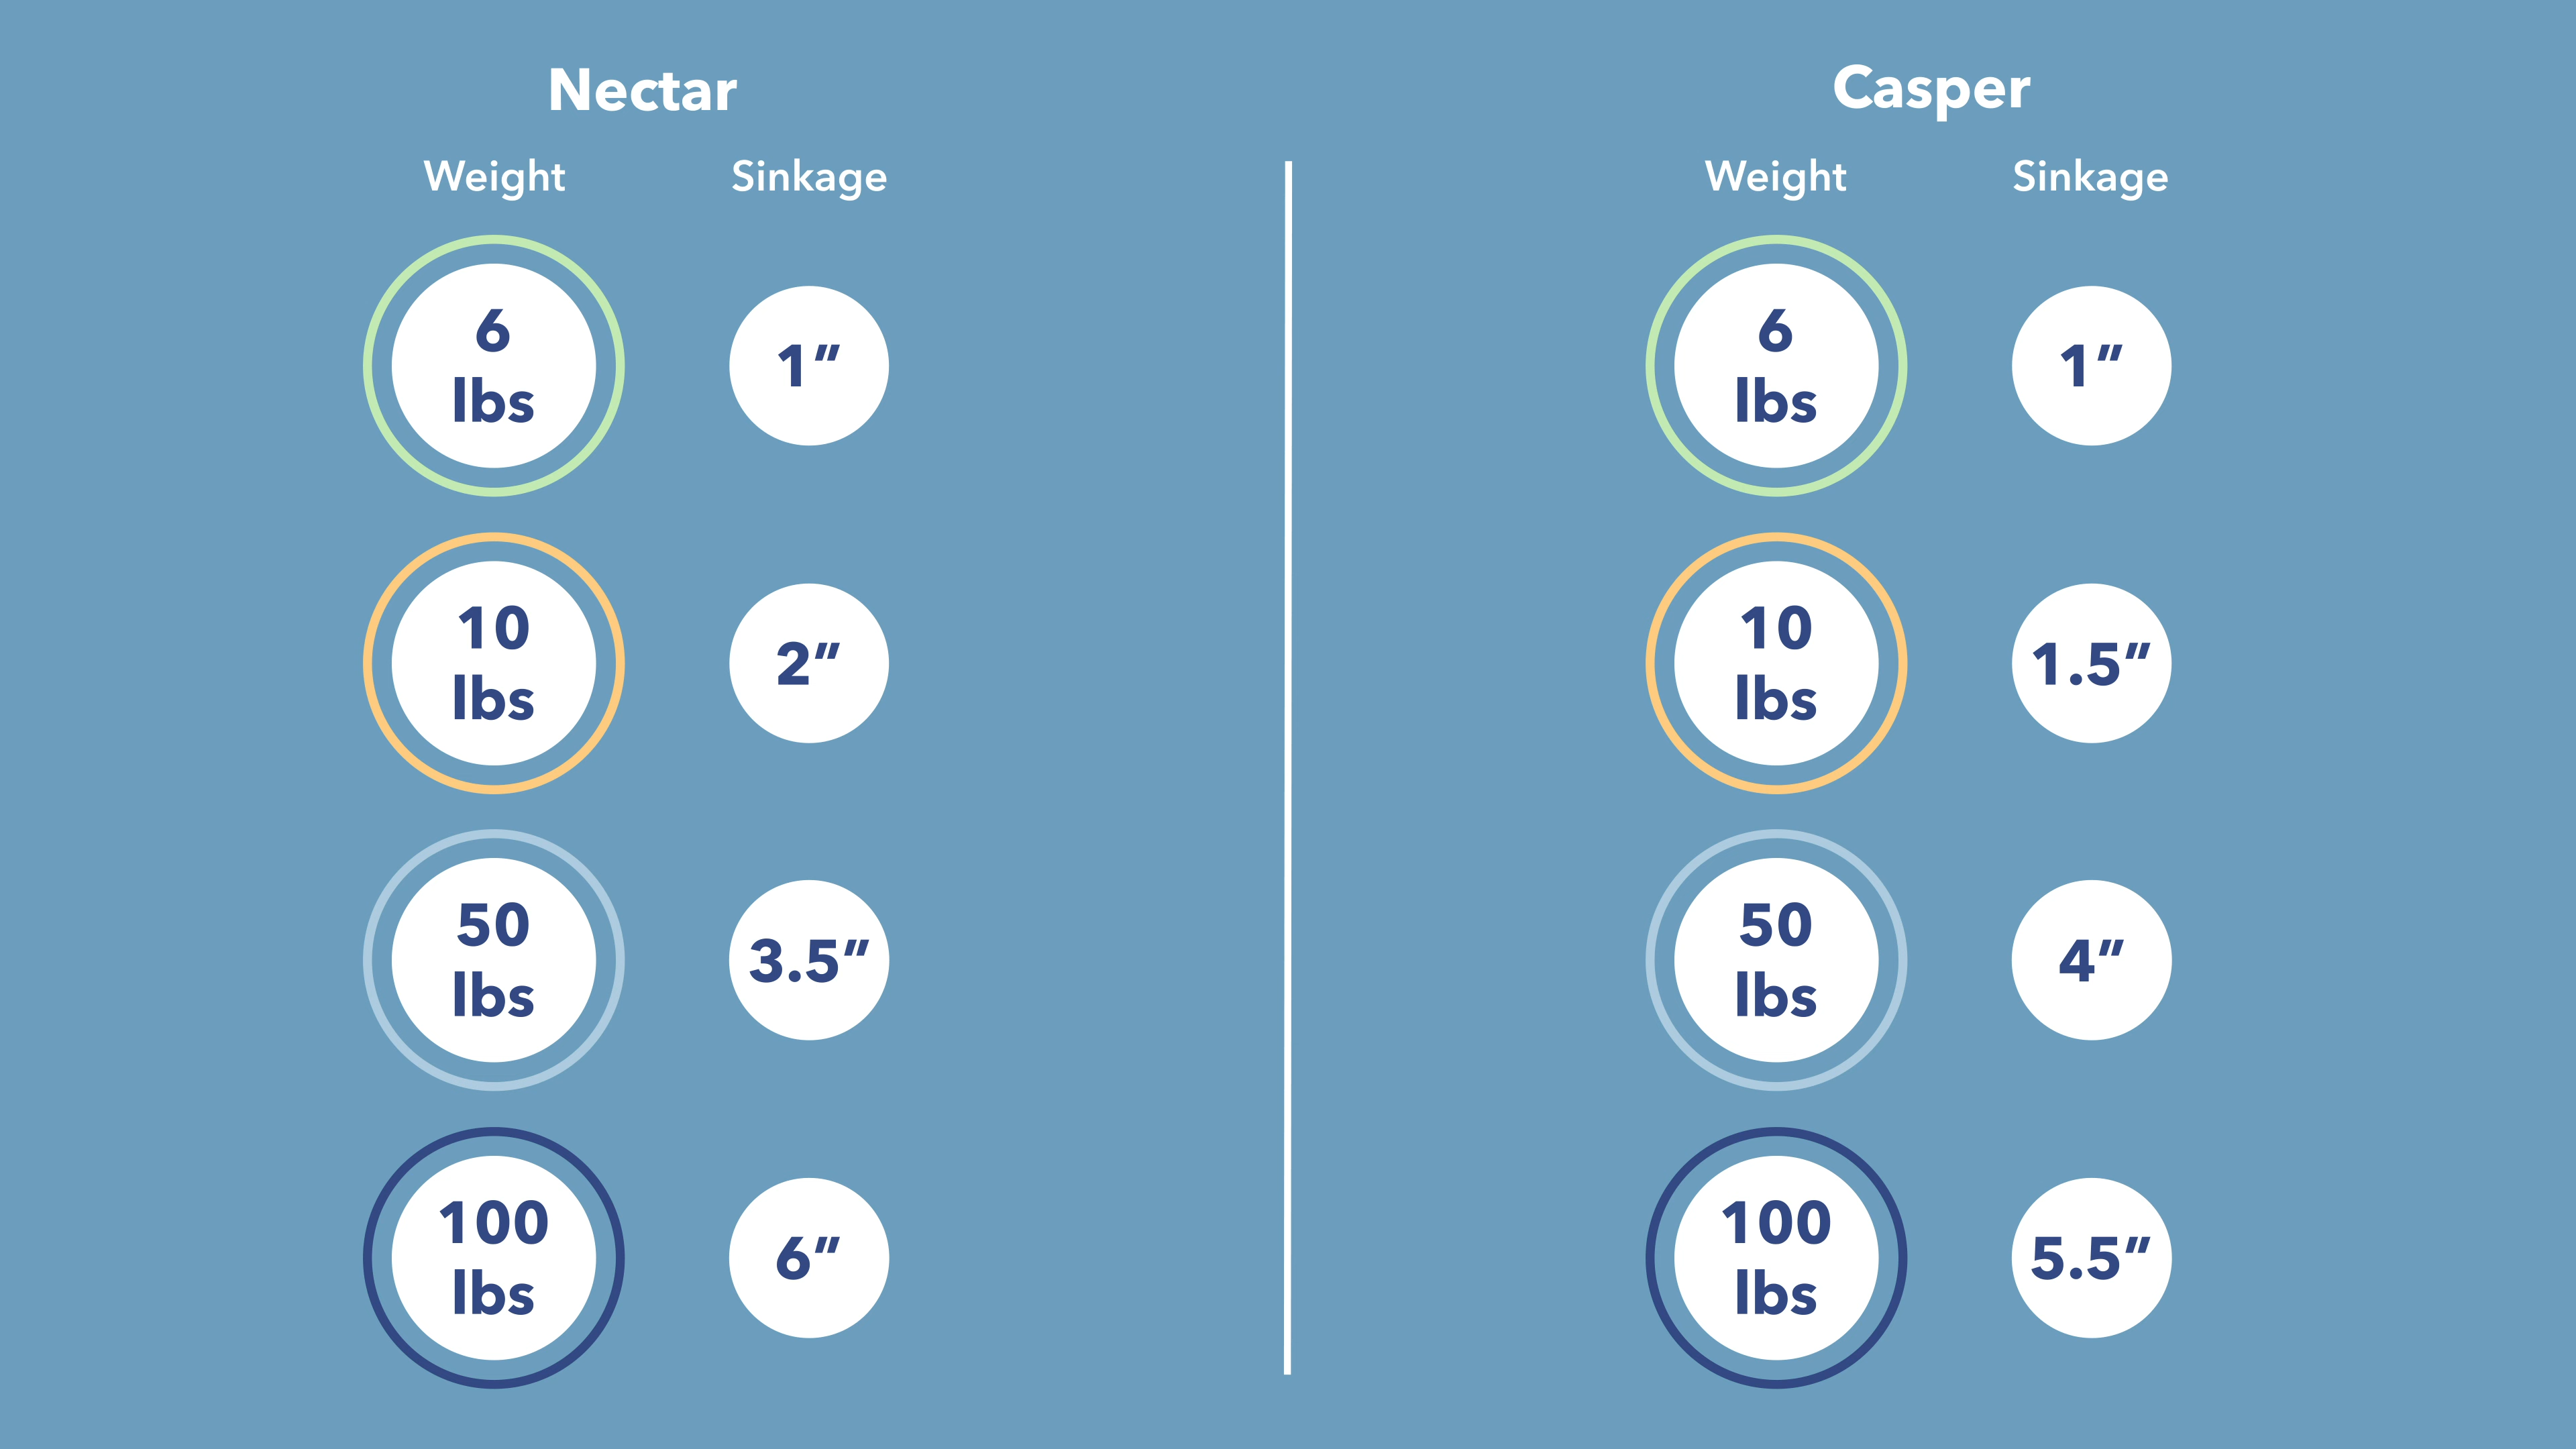 Nectar
Weight Sinkage
6
lbs
1″
10
lbs
2″
50
lbs
3.5″
100
lbs
6″
Casper
Weight Sinkage
6
lbs
1″
10
lbs
1.5″
50
lbs
4″
100
lbs
5.5″